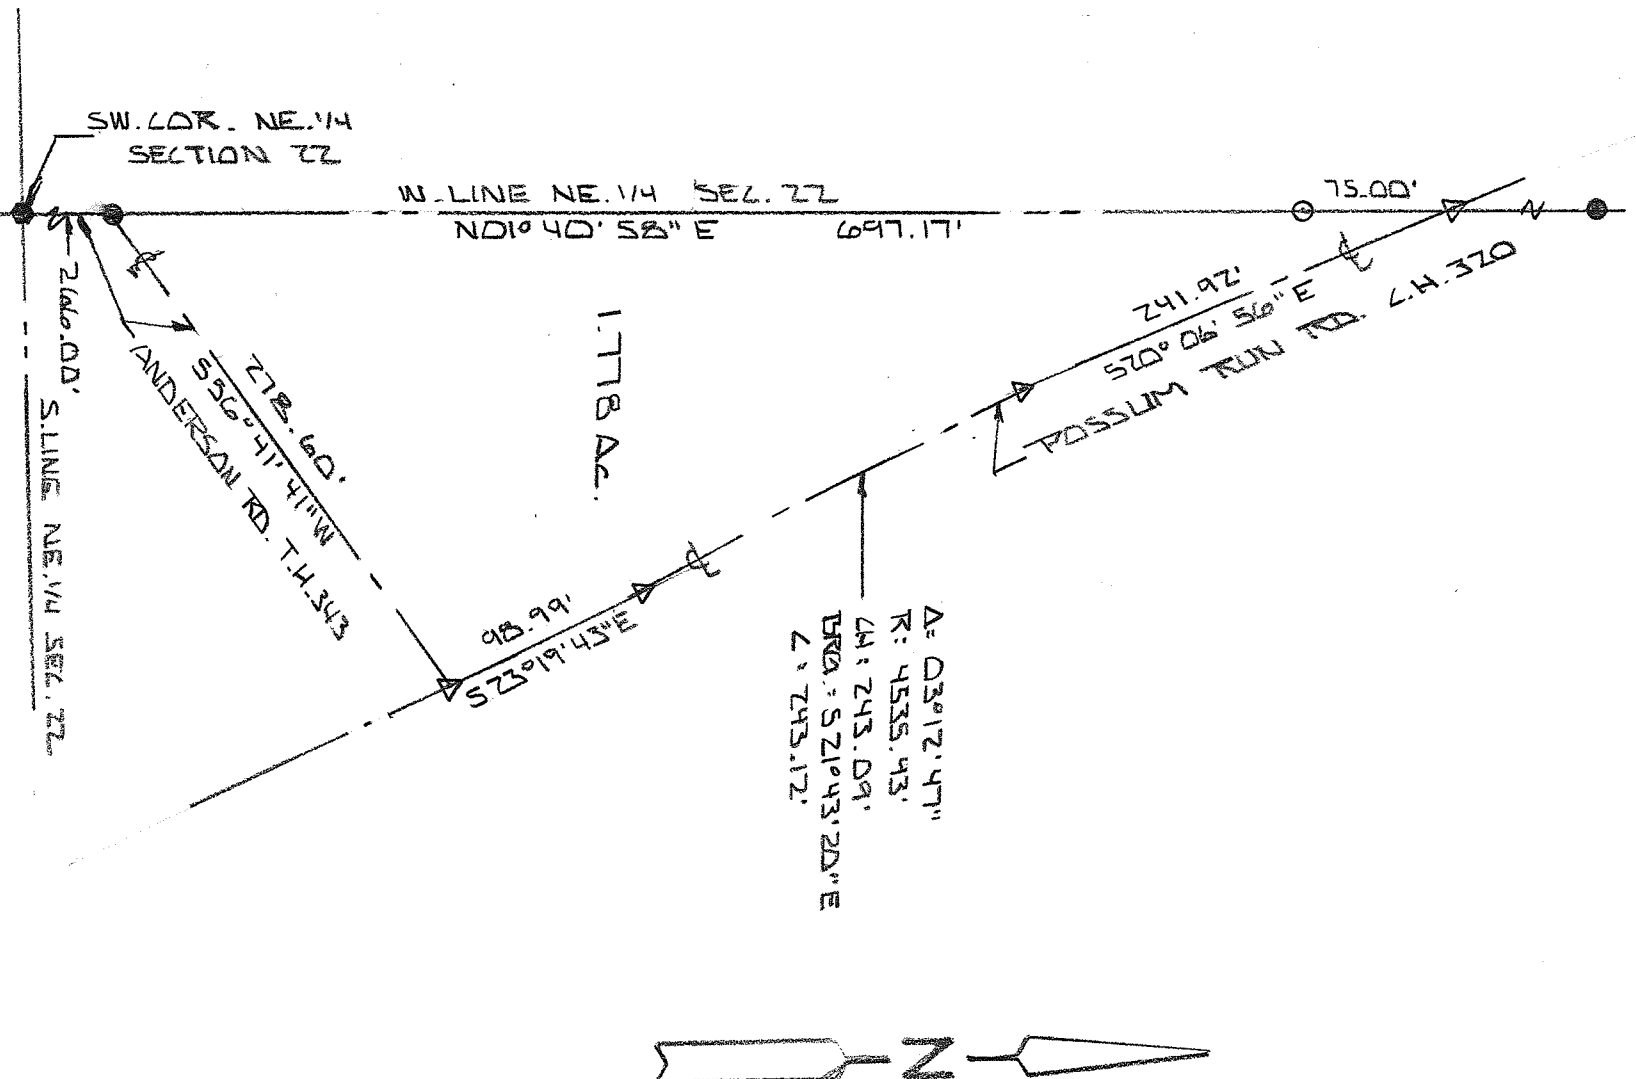 SW. COR. NE. 1/4
SECTION 22
W. LINE NE. 1/4 SEC. 22
N01° 40' 58" E 697.17'
75.00'
266.00'
S. LINE NE. 1/4 SEC. 22
ANDERSON RD. T.H. 343
278.60'
S56° 41' 41" W
1.778 Ac.
241.92'
S20° 06' 56" E
POSSUM RUN RD. C.H. 320
98.99'
S23° 19' 43" E
Δ= 03° 12' 47"
R: 4335.43'
CH: 243.09'
BRG.: S21° 43' 20" E
L: 243.12'
N